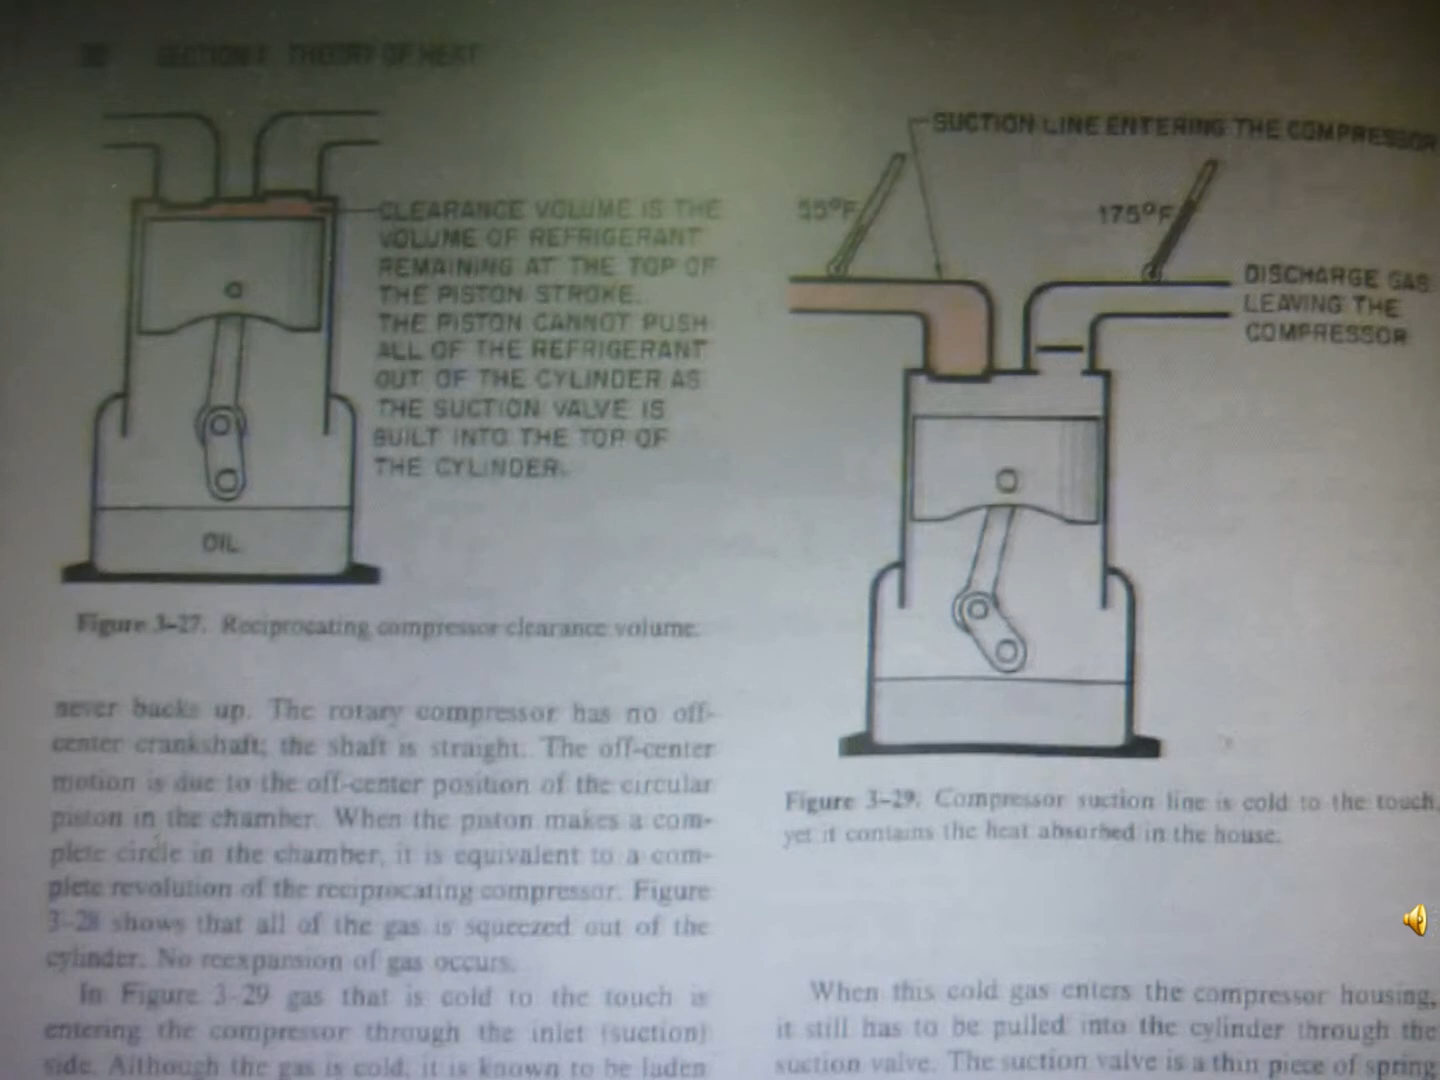 SECTION 1 THEORY OF HEAT
CLEARANCE VOLUME IS THE
VOLUME OF REFRIGERANT
REMAINING AT THE TOP OF
THE PISTON STROKE.
THE PISTON CANNOT PUSH
ALL OF THE REFRIGERANT
OUT OF THE CYLINDER AS
THE SUCTION VALVE IS
BUILT INTO THE TOP OF
THE CYLINDER.
OIL
Figure 3-27. Reciprocating compressor clearance volume.
never backs up. The rotary compressor has no off-
center crankshaft; the shaft is straight. The off-center
motion is due to the off-center position of the circular
piston in the chamber. When the piston makes a com-
plete circle in the chamber, it is equivalent to a com-
plete revolution of the reciprocating compressor. Figure
3-28 shows that all of the gas is squeezed out of the
cylinder. No reexpansion of gas occurs.
In Figure 3-29 gas that is cold to the touch is
entering the compressor through the inlet (suction)
side. Although the gas is cold, it is known to be laden
SUCTION LINE ENTERING THE COMPRESSOR
55°F
175°F
DISCHARGE GAS
LEAVING THE
COMPRESSOR
Figure 3-29. Compressor suction line is cold to the touch,
yet it contains the heat absorbed in the house.
When this cold gas enters the compressor housing,
it still has to be pulled into the cylinder through the
suction valve. The suction valve is a thin piece of spring